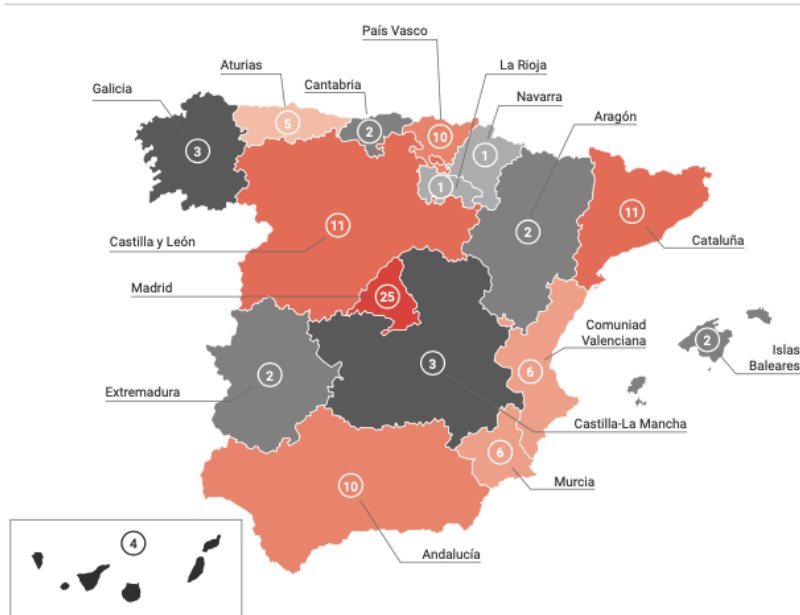 País Vasco
Aturias
La Rioja
Cantabria
Galicia
Navarra
Aragón
5
2
10
3
1
1
11
11
2
Castilla y León
Cataluña
Madrid
25
Comuniad
Valenciana
2
Islas
Baleares
3
6
2
Extremadura
Castilla-La Mancha
6
Murcia
10
4
Andalucía